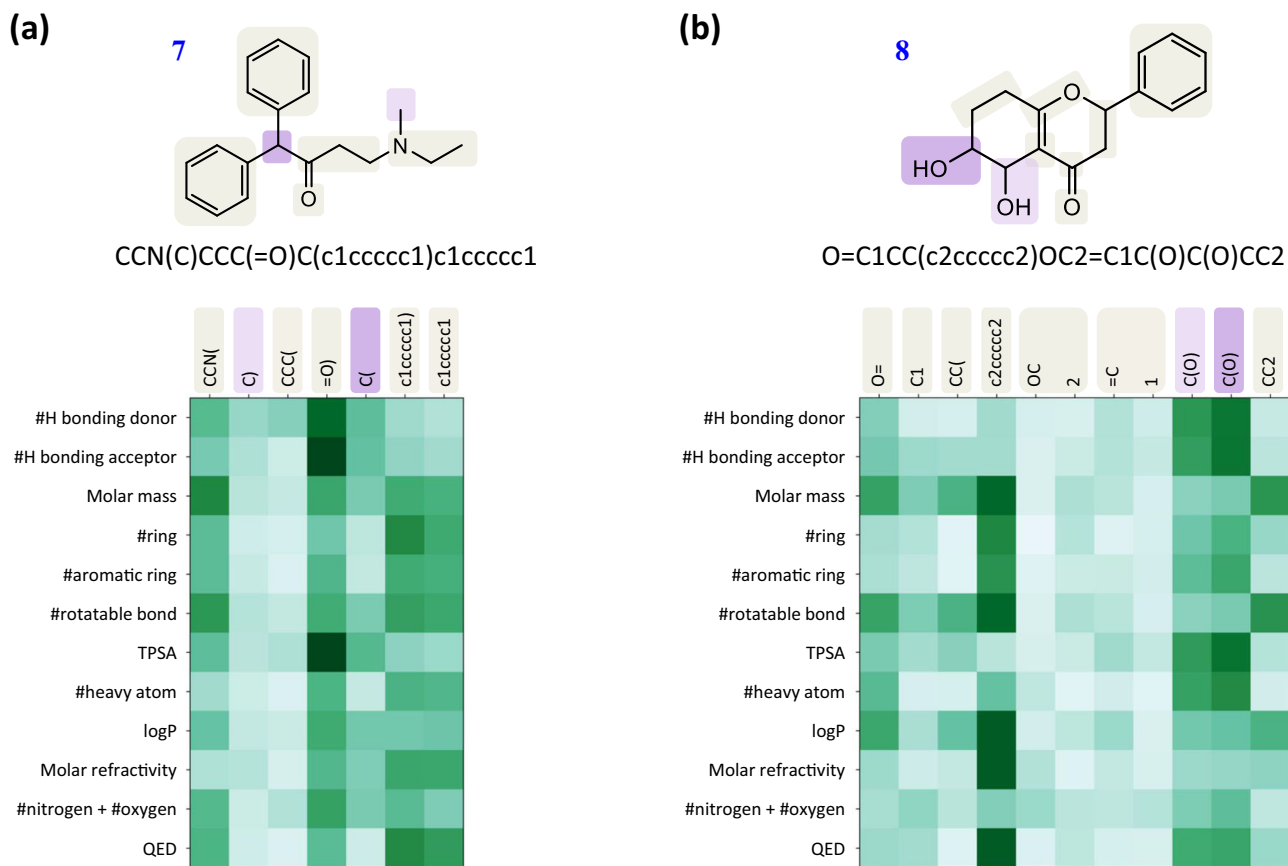 (a)
7
N
O
CCN(C)CCC(=O)C(c1ccccc1)c1ccccc1
CCN(
C)
CCC(
=O)
C(
c1ccccc1)
c1ccccc1
#H bonding donor
#H bonding acceptor
Molar mass
#ring
#aromatic ring
#rotatable bond
TPSA
#heavy atom
logP
Molar refractivity
#nitrogen + #oxygen
QED
(b)
8
O
HO
OH
O
O=C1CC(c2ccccc2)OC2=C1C(O)C(O)CC2
O=
C1
CC(
c2ccccc2
OC
2
=C
1
C(O)
C(O)
CC2
#H bonding donor
#H bonding acceptor
Molar mass
#ring
#aromatic ring
#rotatable bond
TPSA
#heavy atom
logP
Molar refractivity
#nitrogen + #oxygen
QED